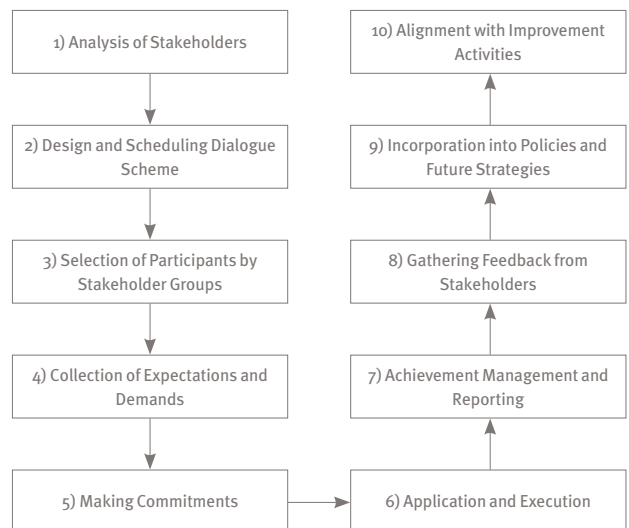 1) Analysis of Stakeholders
2) Design and Scheduling Dialogue
Scheme
3) Selection of Participants by
Stakeholder Groups
4) Collection of Expectations and
Demands
5) Making Commitments
6) Application and Execution
7) Achievement Management and
Reporting
8) Gathering Feedback from
Stakeholders
9) Incorporation into Policies and
Future Strategies
10) Alignment with Improvement
Activities